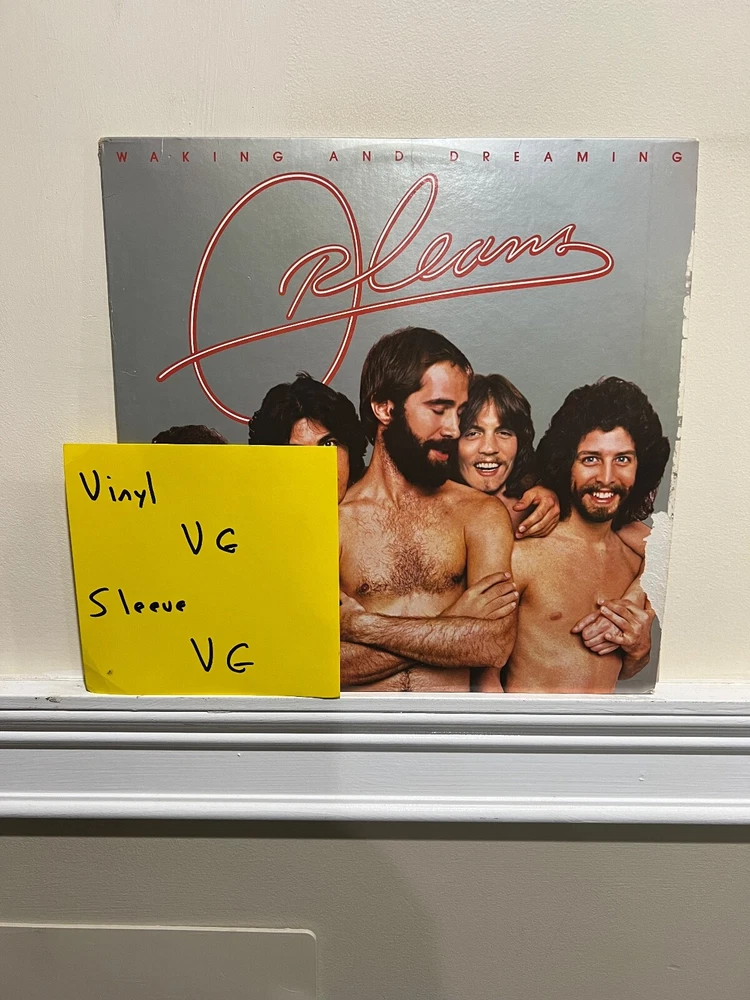 WAKING AND DREAMING
Orleans
Vinyl
VG
Sleeve
VG